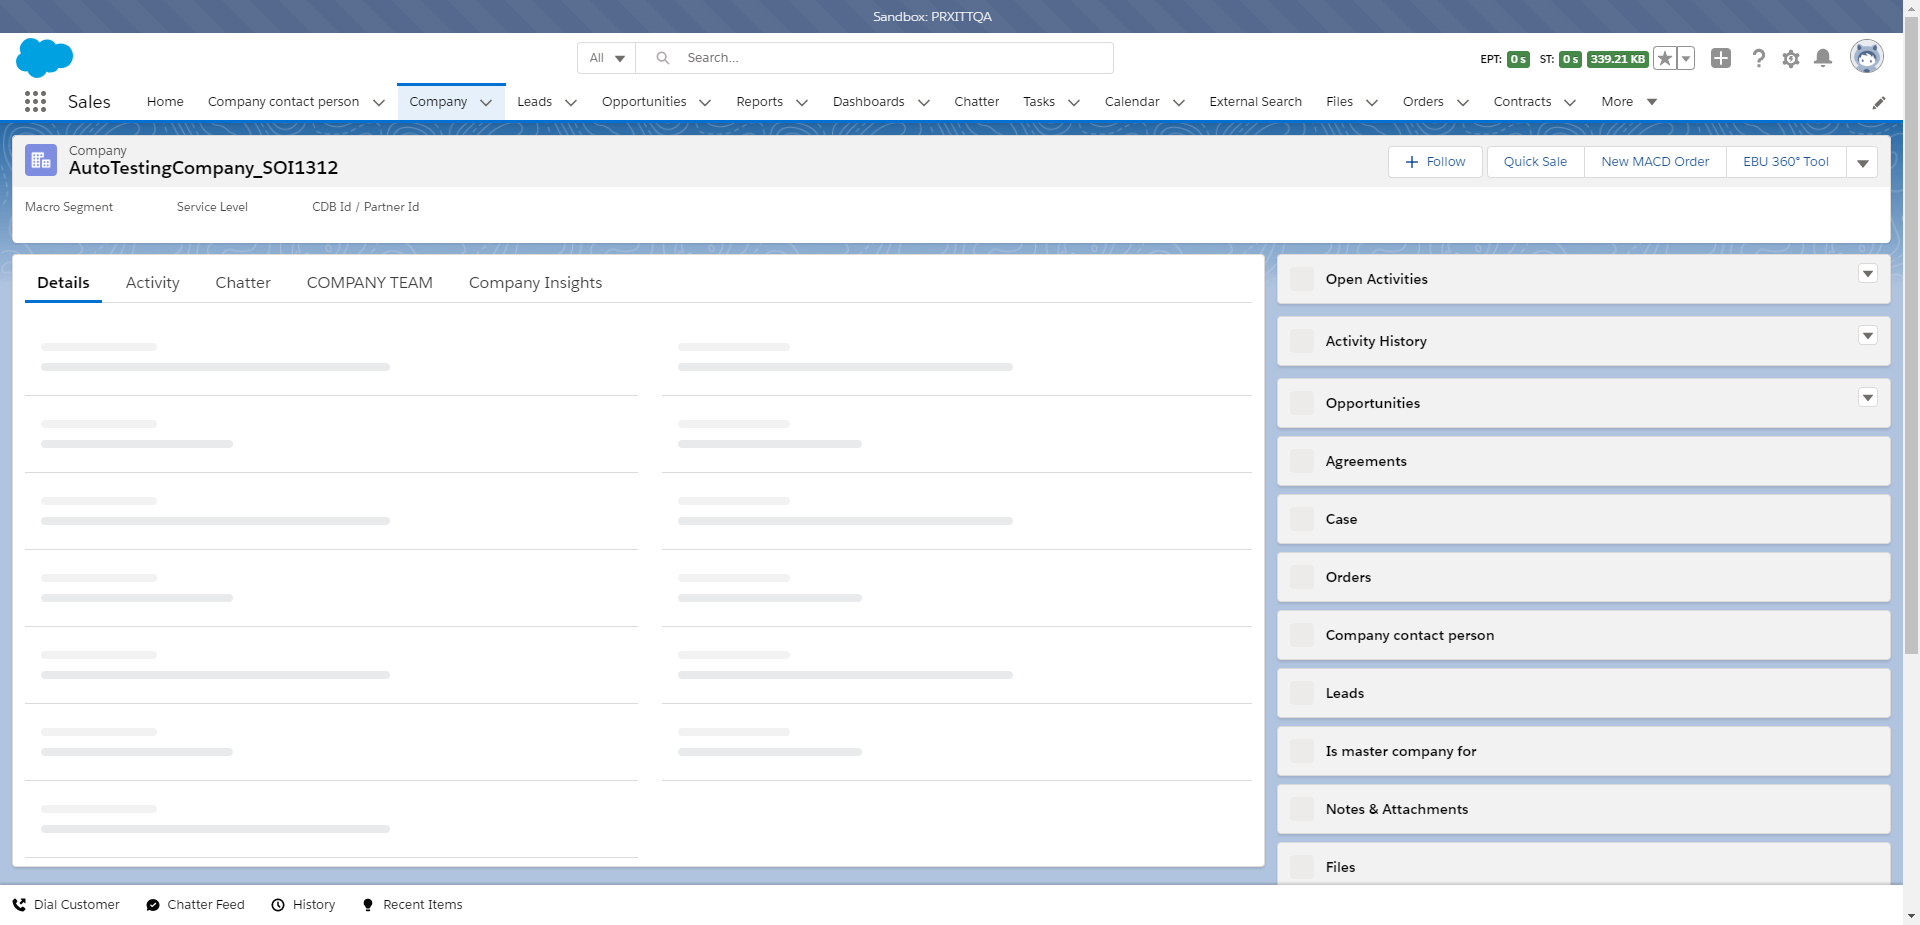 Sandbox: PRXITTQA
All
Search...
EPT: 0 s ST: 0 s 339.21 KB
Sales
Home
Company contact person
Company
Leads
Opportunities
Reports
Dashboards
Chatter
Tasks
Calendar
External Search
Files
Orders
Contracts
More
Company
AutoTestingCompany_SOI1312
Follow
Quick Sale
New MACD Order
EBU 360° Tool
Macro Segment
Service Level
CDB Id / Partner Id
Details
Activity
Chatter
COMPANY TEAM
Company Insights
Open Activities
Activity History
Opportunities
Agreements
Case
Orders
Company contact person
Leads
Is master company for
Notes & Attachments
Files
Dial Customer
Chatter Feed
History
Recent Items